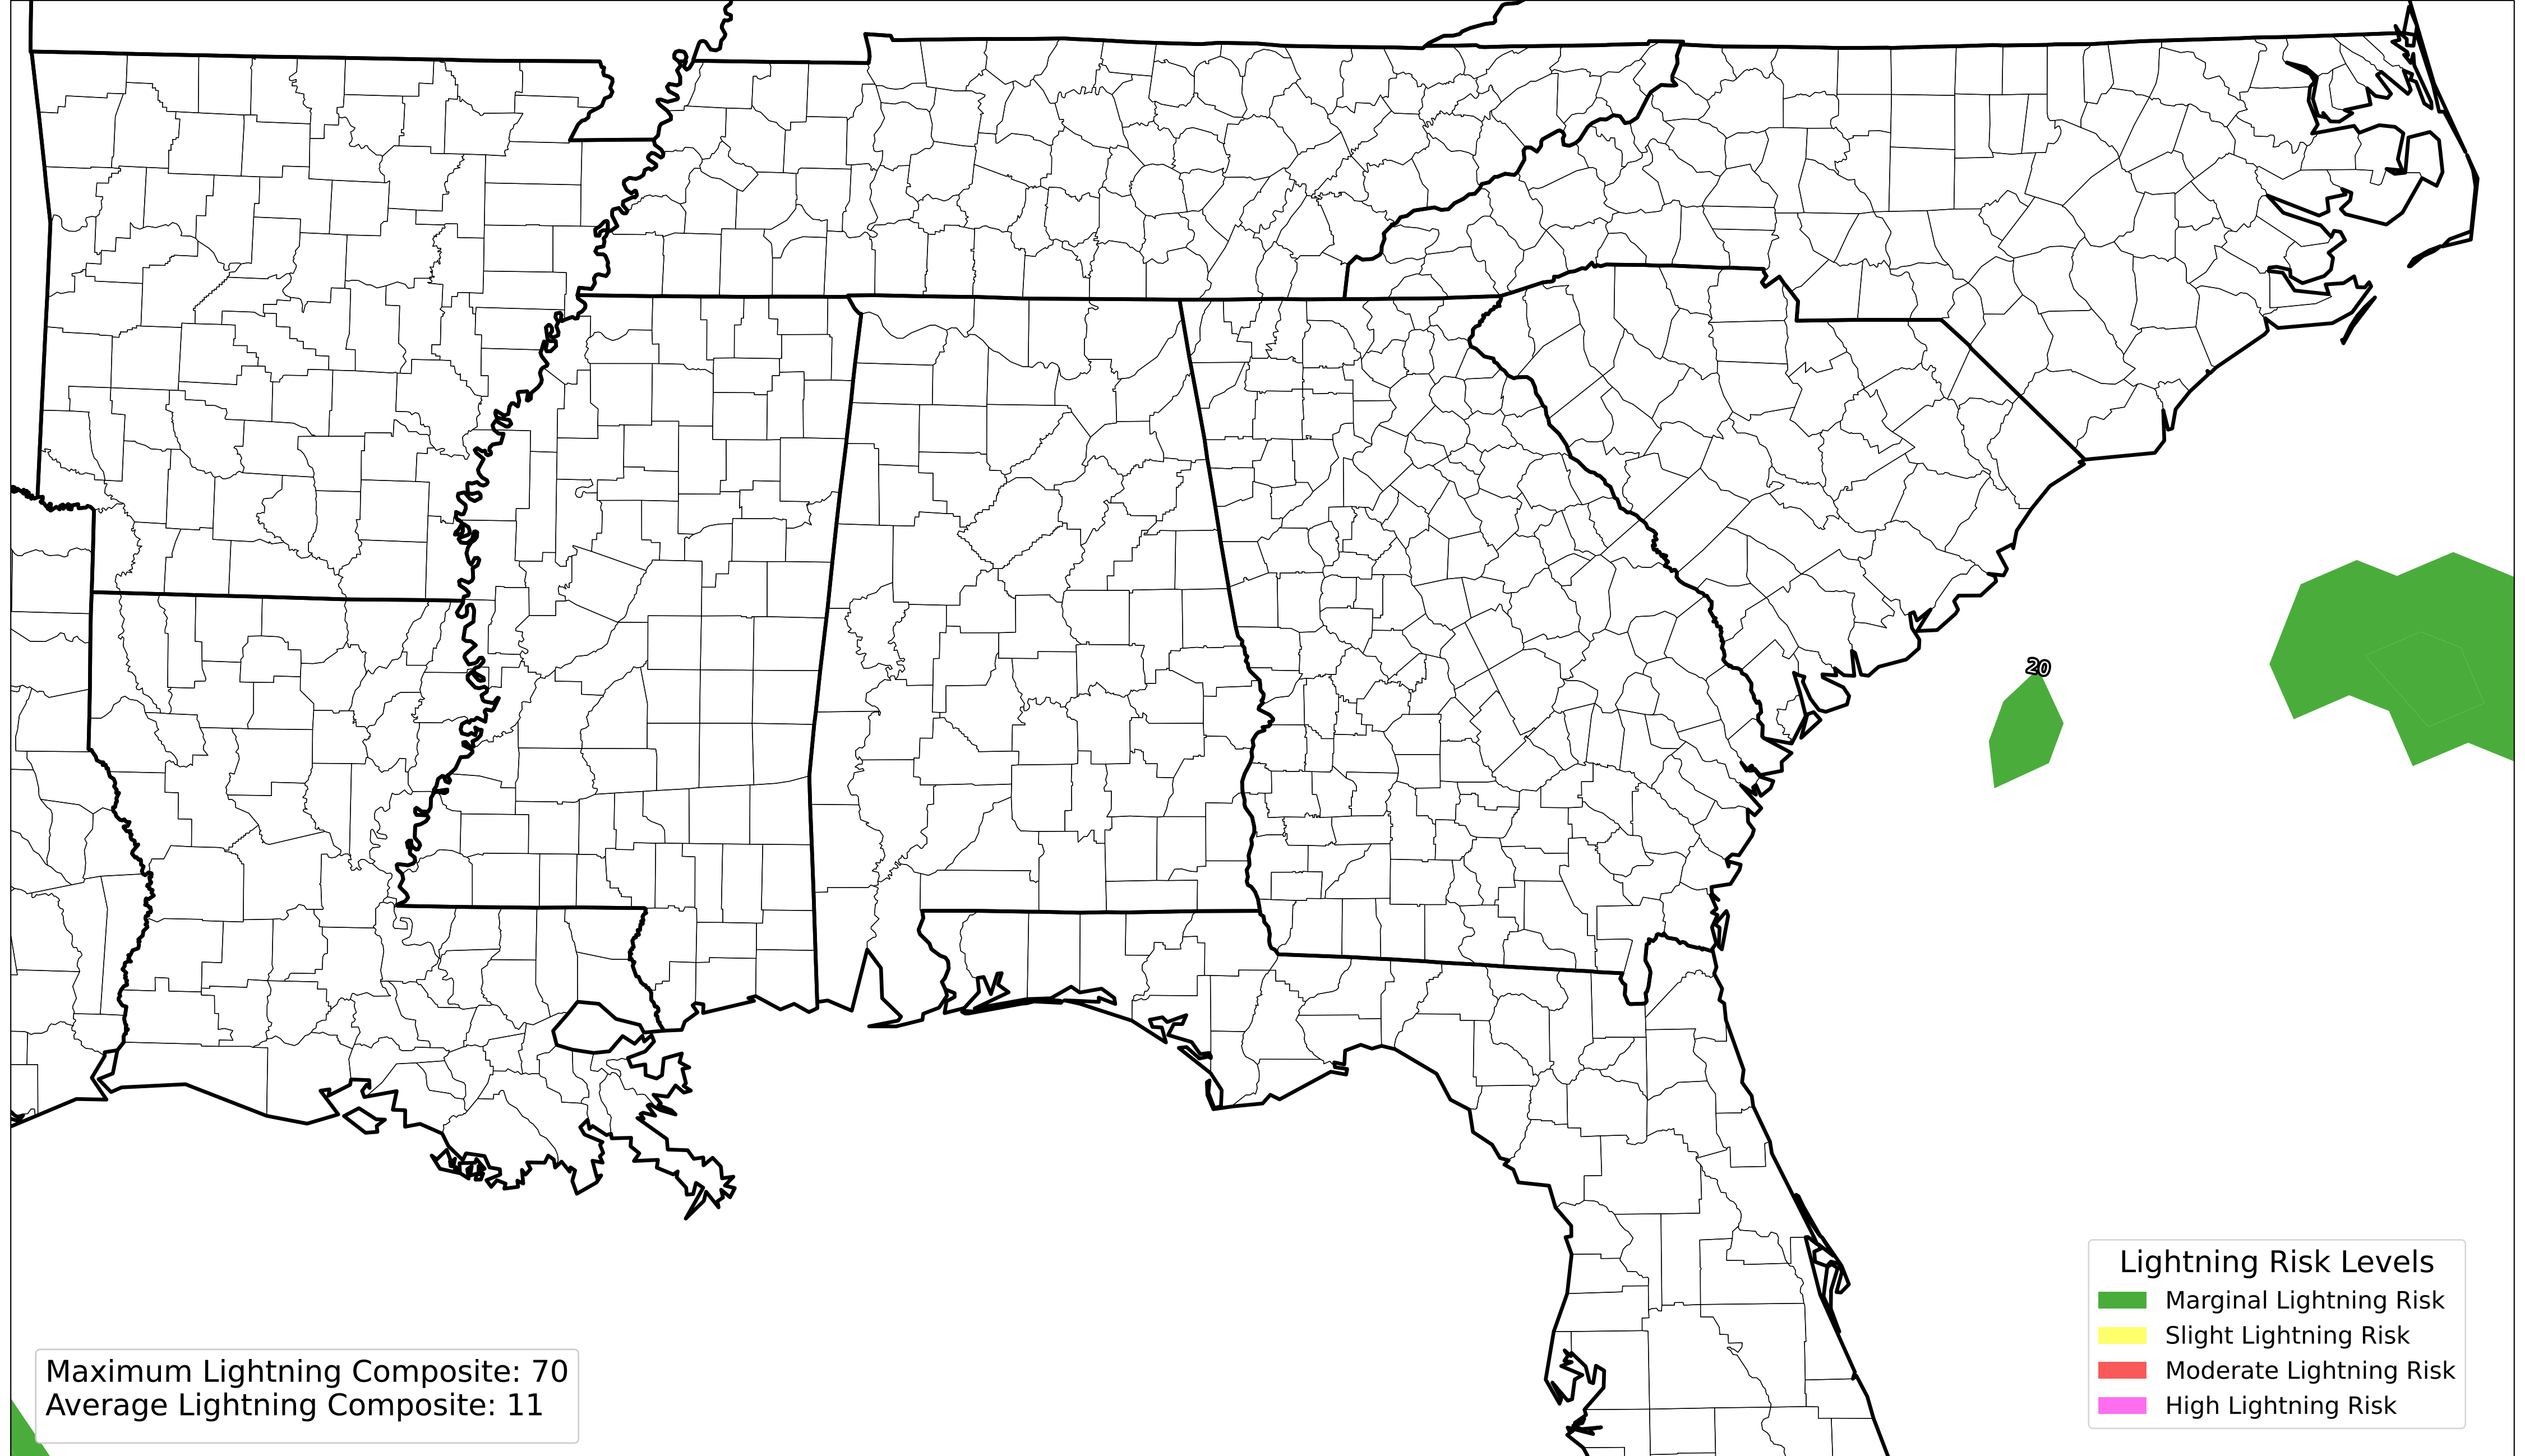 20
Lightning Risk Levels
Marginal Lightning Risk
Slight Lightning Risk
Moderate Lightning Risk
High Lightning Risk
Maximum Lightning Composite: 70
Average Lightning Composite: 11